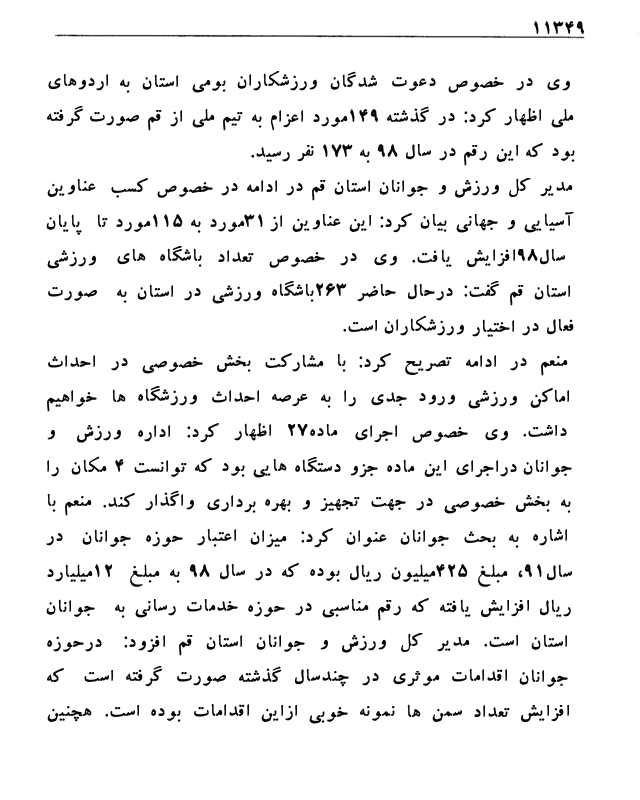 ۱۱۳۴۹
وی در خصوص دعوت شدگان ورزشکاران بومی استان به اردوهای
ملی اظهار کرد: در گذشته ۱۴۹مورد اعزام به تیم ملی از قم صورت گرفته
بود که این رقم در سال ۹۸ به ۱۷۳ نفر رسید.
مدیر کل ورزش و جوانان استان قم در ادامه در خصوص کسب عناوین
آسیایی و جهانی بیان کرد: این عناوین از ۳۱مورد به ۱۱۵مورد تا پایان
سال۹۸افزایش یافت. وی در خصوص تعداد باشگاه های ورزشی
استان قم گفت: درحال حاضر ۲۶۳باشگاه ورزشی در استان به صورت
فعال در اختیار ورزشکاران است.
منعم در ادامه تصریح کرد: با مشارکت بخش خصوصی در احداث
اماکن ورزشی ورود جدی را به عرصه احداث ورزشگاه ها خواهیم
داشت. وی خصوص اجرای ماده۲۷ اظهار کرد: اداره ورزش و
جوانان دراجرای این ماده جزو دستگاه هایی بود که توانست ۴ مکان را
به بخش خصوصی در جهت تجهیز و بهره برداری واگذار کند. منعم با
اشاره به بحث جوانان عنوان کرد: میزان اعتبار حوزه جوانان در
سال۹۱، مبلغ ۴۲۵میلیون ریال بوده که در سال ۹۸ به مبلغ ۱۲میلیارد
ریال افزایش یافته که رقم مناسبی در حوزه خدمات رسانی به جوانان
استان است. مدیر کل ورزش و جوانان استان قم افزود: درحوزه
جوانان اقدامات موثری در چندسال گذشته صورت گرفته است که
افزایش تعداد سمن ها نمونه خوبی ازاین اقدامات بوده است. هچنین